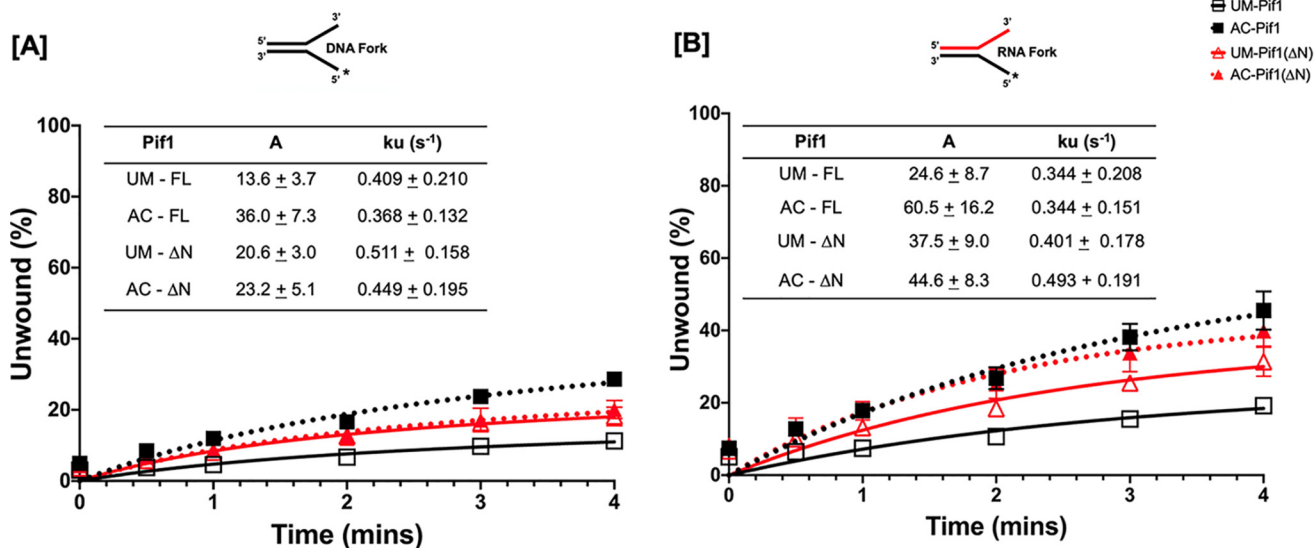 [A]
5'
3'
3'
5'
*
DNA Fork
Pif1 A ku (s-1)
UM - FL 13.6 ± 3.7 0.409 ± 0.210
AC - FL 36.0 ± 7.3 0.368 ± 0.132
UM - ΔN 20.6 ± 3.0 0.511 ± 0.158
AC - ΔN 23.2 ± 5.1 0.449 ± 0.195
Unwound (%)
100
80
60
40
20
0
0 1 2 3 4
Time (mins)
[B]
5'
3'
3'
5'
*
RNA Fork
UM-Pif1
AC-Pif1
UM-Pif1(ΔN)
AC-Pif1(ΔN)
Pif1 A ku (s-1)
UM - FL 24.6 ± 8.7 0.344 ± 0.208
AC - FL 60.5 ± 16.2 0.344 ± 0.151
UM - ΔN 37.5 ± 9.0 0.401 ± 0.178
AC - ΔN 44.6 ± 8.3 0.493 + 0.191
Unwound (%)
100
80
60
40
20
0
0 1 2 3 4
Time (mins)